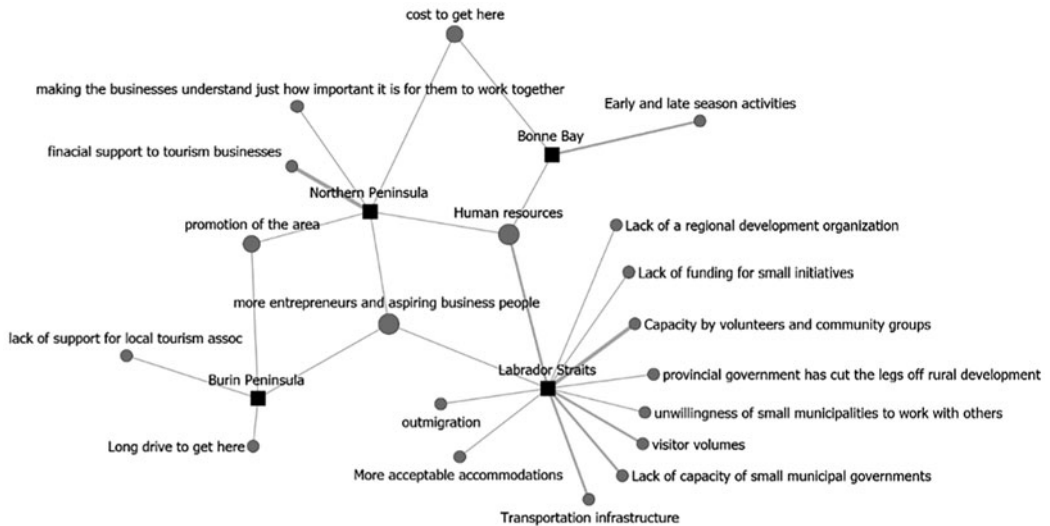 cost to get here
making the businesses understand just how important it is for them to work together
Early and late season activities
Bonne Bay
finacial support to tourism businesses
Northern Peninsula
Human resources
promotion of the area
Lack of a regional development organization
Lack of funding for small initiatives
more entrepreneurs and aspiring business people
Capacity by volunteers and community groups
lack of support for local tourism assoc
Labrador Straits
provincial government has cut the legs off rural development
Burin Peninsula
unwillingness of small municipalities to work with others
outmigration
visitor volumes
Long drive to get here
More acceptable accommodations
Lack of capacity of small municipal governments
Transportation infrastructure